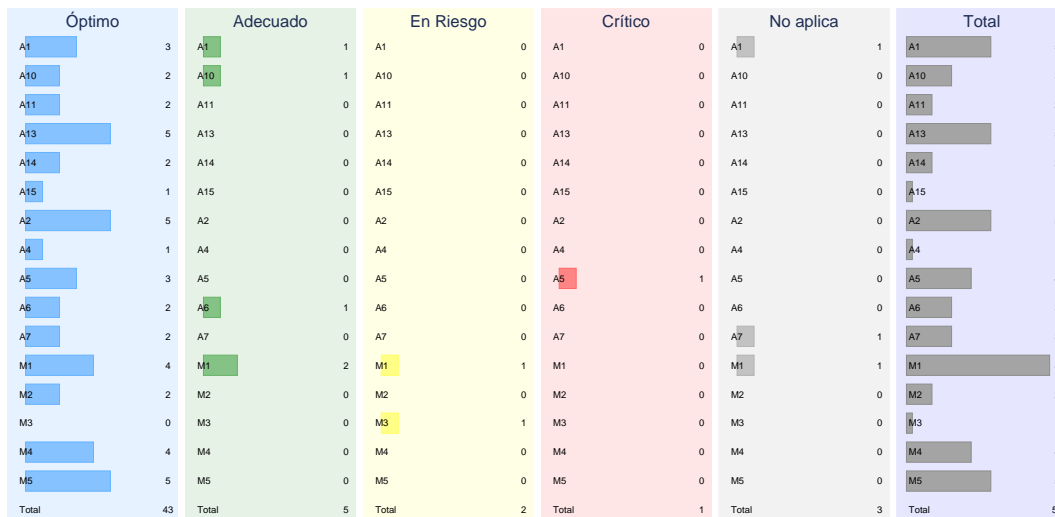 Óptimo Adecuado En Riesgo Crítico No aplica Total
A1 3 A1 1 A1 0 A1 0 A1 1 A1
A10 2 A10 1 A10 0 A10 0 A10 0 A10
A11 2 A11 0 A11 0 A11 0 A11 0 A11
A13 5 A13 0 A13 0 A13 0 A13 0 A13
A14 2 A14 0 A14 0 A14 0 A14 0 A14
A15 1 A15 0 A15 0 A15 0 A15 0 A15
A2 5 A2 0 A2 0 A2 0 A2 0 A2
A4 1 A4 0 A4 0 A4 0 A4 0 A4
A5 3 A5 0 A5 0 A5 1 A5 0 A5
A6 2 A6 1 A6 0 A6 0 A6 0 A6
A7 2 A7 0 A7 0 A7 0 A7 1 A7
M1 4 M1 2 M1 1 M1 0 M1 1 M1
M2 2 M2 0 M2 0 M2 0 M2 0 M2
M3 0 M3 0 M3 1 M3 0 M3 0 M3
M4 4 M4 0 M4 0 M4 0 M4 0 M4
M5 5 M5 0 M5 0 M5 0 M5 0 M5
Total 43 Total 5 Total 2 Total 1 Total 3 Total 5